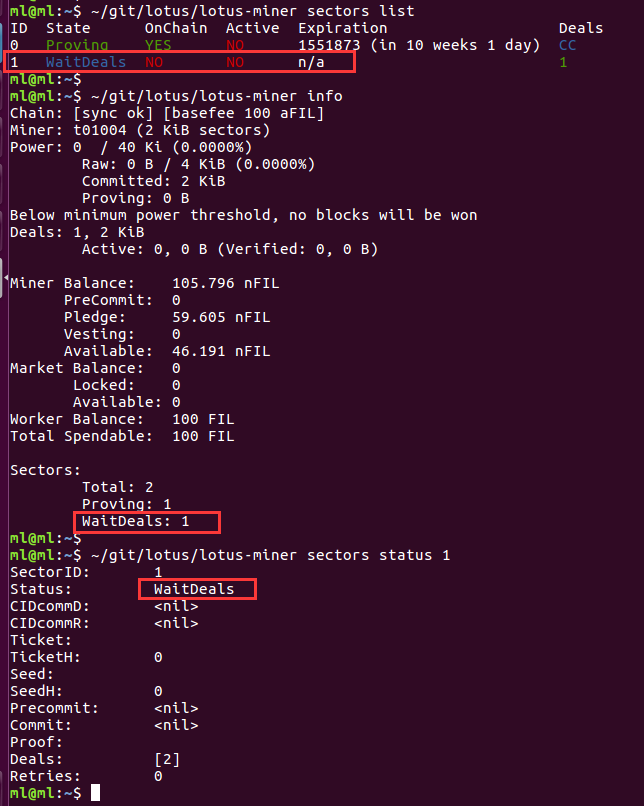 ml@ml:~$ ~/git/lotus/lotus-miner sectors list
ID State OnChain Active Expiration Deals
0 Proving YES NO 1551873 (in 10 weeks 1 day) CC
1 WaitDeals NO NO n/a 1
ml@ml:~$
ml@ml:~$ ~/git/lotus/lotus-miner info
Chain: [sync ok] [basefee 100 aFIL]
Miner: t01004 (2 KiB sectors)
Power: 0 / 40 Ki (0.0000%)
Raw: 0 B / 4 KiB (0.0000%)
Committed: 2 KiB
Proving: 0 B
Below minimum power threshold, no blocks will be won
Deals: 1, 2 KiB
Active: 0, 0 B (Verified: 0, 0 B)
Miner Balance: 105.796 nFIL
PreCommit: 0
Pledge: 59.605 nFIL
Vesting: 0
Available: 46.191 nFIL
Market Balance: 0
Locked: 0
Available: 0
Worker Balance: 100 FIL
Total Spendable: 100 FIL
Sectors:
Total: 2
Proving: 1
WaitDeals: 1
ml@ml:~$
ml@ml:~$ ~/git/lotus/lotus-miner sectors status 1
SectorID: 1
Status: WaitDeals
CIDcommD: <nil>
CIDcommR: <nil>
Ticket:
TicketH: 0
Seed:
SeedH: 0
Precommit: <nil>
Commit: <nil>
Proof:
Deals: [2]
Retries: 0
ml@ml:~$